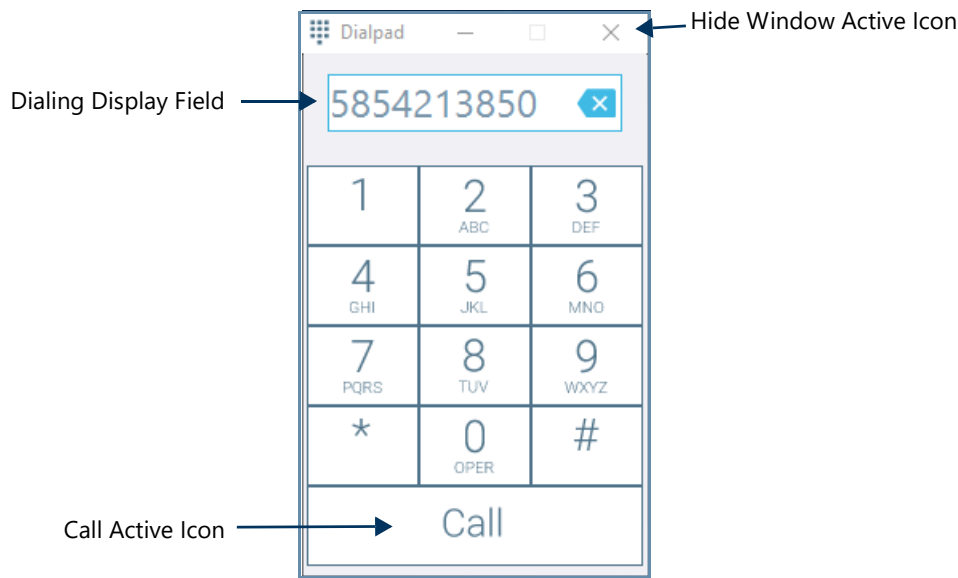 Dialpad
Hide Window Active Icon
Dialing Display Field
5854213850
1 2 3
ABC DEF
4 5 6
GHI JKL MNO
7 8 9
PQRS TUV WXYZ
* 0 #
OPER
Call Active Icon
Call